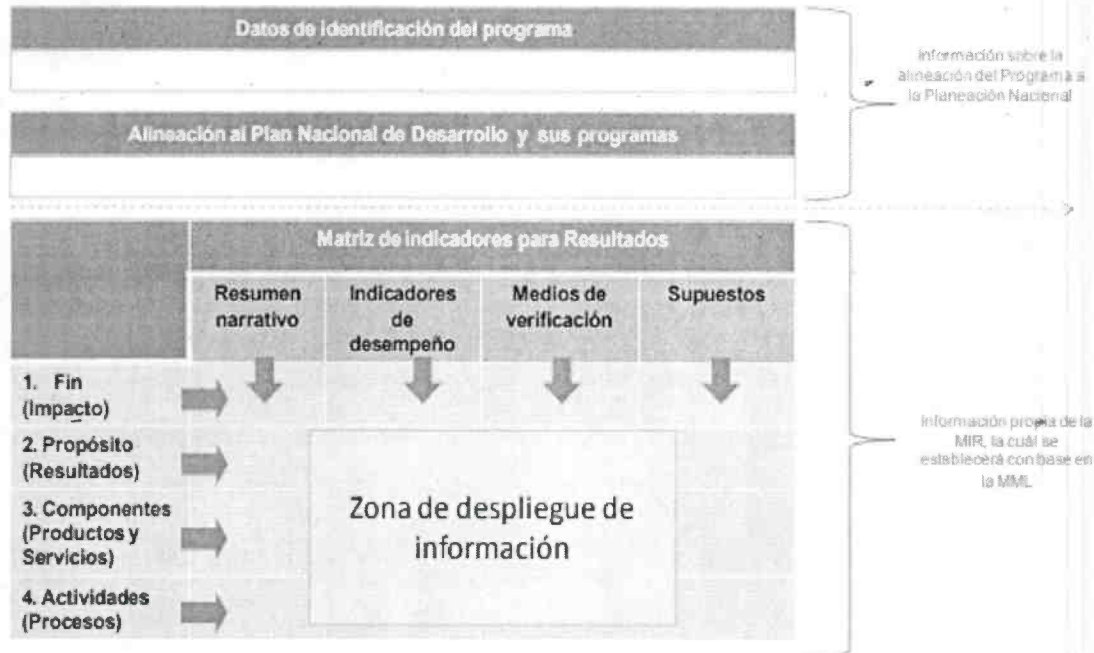 Datos de identificación del programa
Información sobre la
alineación del Programa a
la Planeación Nacional
Alineación al Plan Nacional de Desarrollo y sus programas
Matriz de indicadores para Resultados
Resumen
narrativo
Indicadores
de
desempeño
Medios de
verificación
Supuestos
1. Fin
(Impacto)
2. Propósito
(Resultados)
3. Componentes
(Productos y
Servicios)
4. Actividades
(Procesos)
Zona de despliegue de
información
Información propia de la
MIR, la cuál se
establecerá con base en
la MML